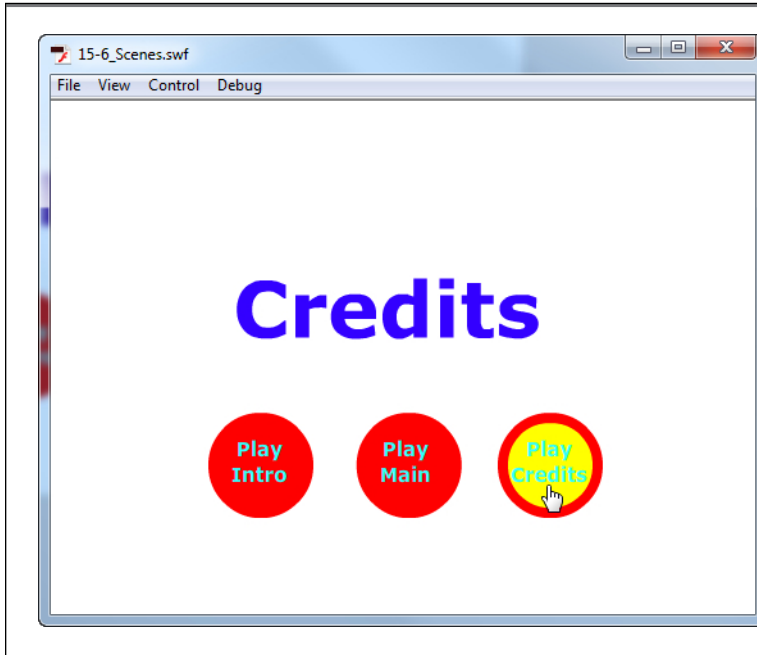 15-6_Scenes.swf
File View Control Debug
Credits
Play
Intro
Play
Main
Play
Credits